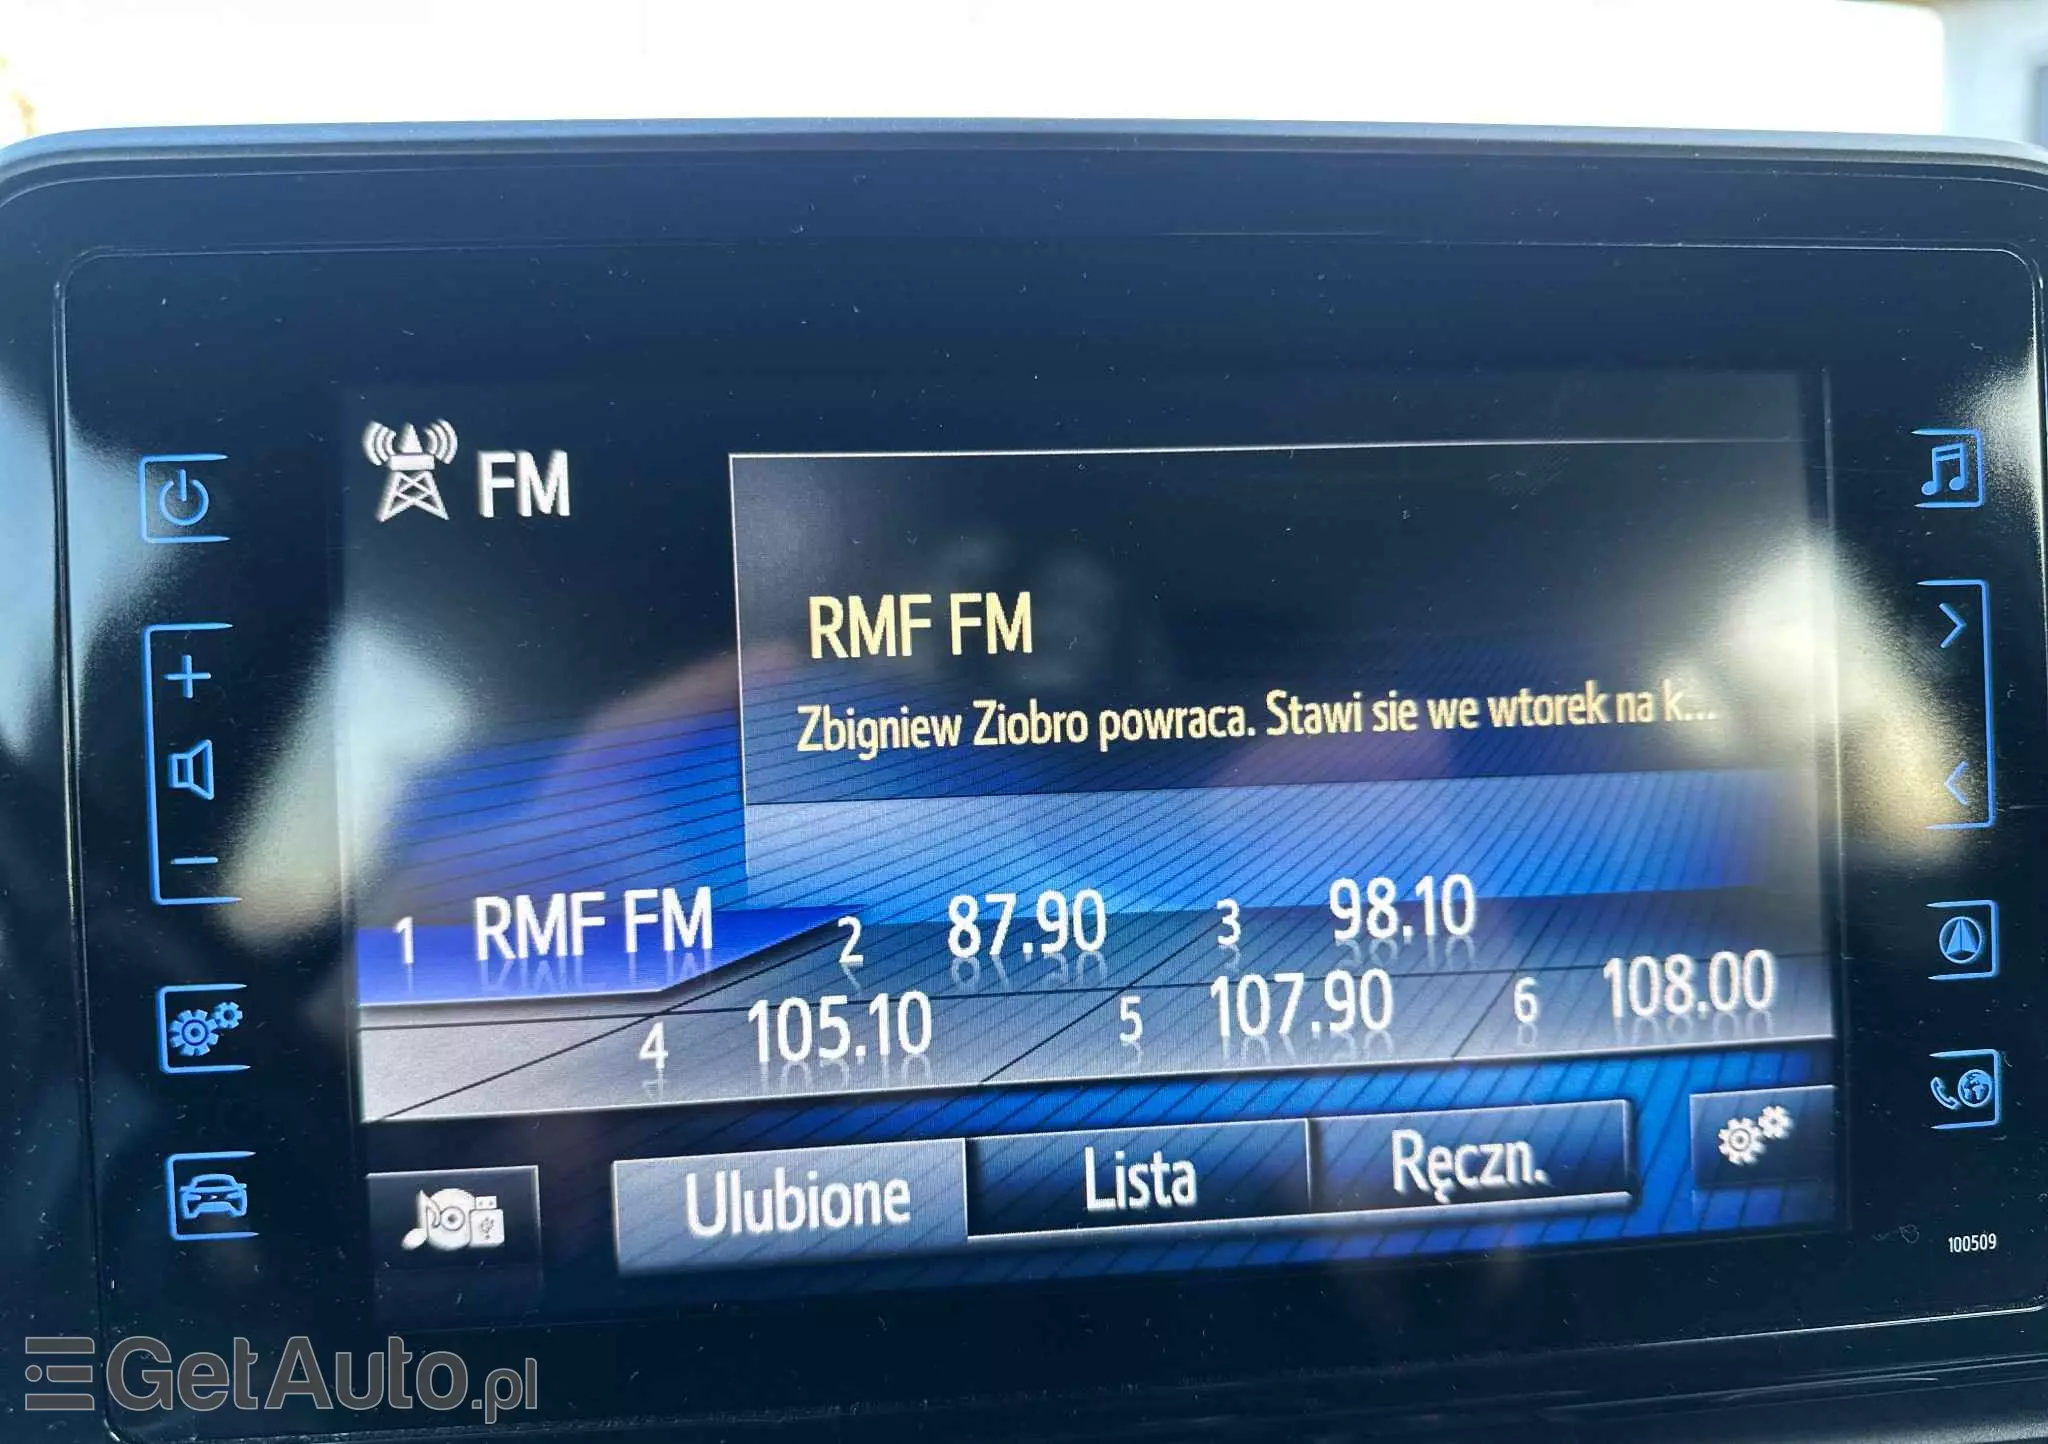 FM
RMF FM
Zbigniew Ziobro powraca. Stawi sie we wtorek na k...
1 RMF FM 2 87.90 3 98.10
4 105.10 5 107.90 6 108.00
Ulubione Lista Ręczn.
100509
GetAuto.pl